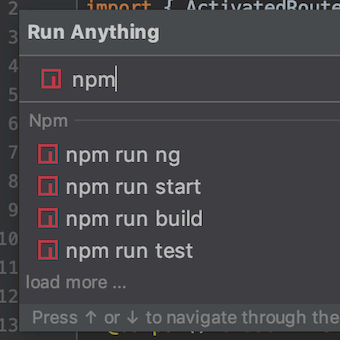 2 import { ActivatedRoute
3 Run Anything
4 npm
5
6 Npm
7 npm run ng
8 npm run start
9 npm run build
10 npm run test
11 load more ...
12
13 Press ↑ or ↓ to navigate through the